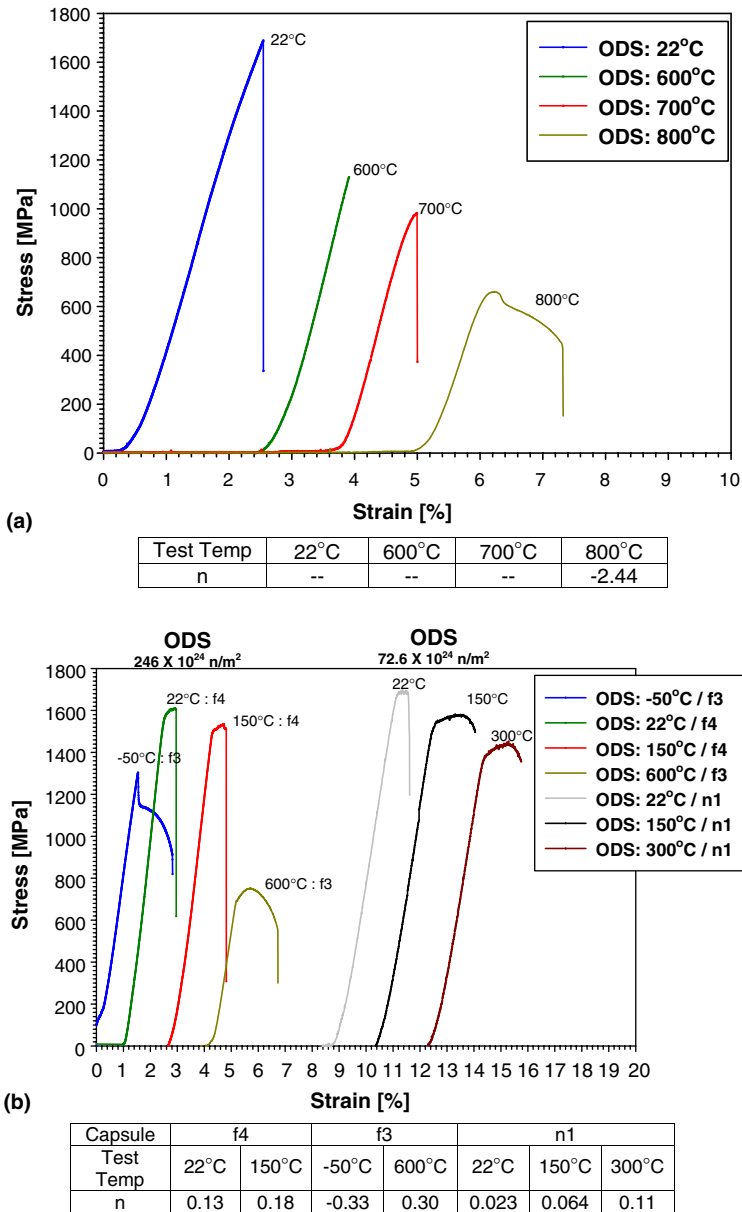 1800
1600
1400
1200
1000
800
600
400
200
0
Stress [MPa]
22°C
600°C
700°C
800°C
ODS: 22°C
ODS: 600°C
ODS: 700°C
ODS: 800°C
0 1 2 3 4 5 6 7 8 9 10
Strain [%]
(a)
Test Temp 22°C 600°C 700°C 800°C
n -- -- -- -2.44
ODS ODS
246 X 10²⁴ n/m² 72.6 X 10²⁴ n/m²
1800
1600
1400
1200
1000
800
600
400
200
0
Stress [MPa]
22°C : f4
150°C : f4
-50°C : f3
600°C : f3
22°C
150°C
300°C
ODS: -50°C / f3
ODS: 22°C / f4
ODS: 150°C / f4
ODS: 600°C / f3
ODS: 22°C / n1
ODS: 150°C / n1
ODS: 300°C / n1
0 1 2 3 4 5 6 7 8 9 10 11 12 13 14 15 16 17 18 19 20
Strain [%]
(b)
Capsule f4 f3 n1
Test Temp 22°C 150°C -50°C 600°C 22°C 150°C 300°C
n 0.13 0.18 -0.33 0.30 0.023 0.064 0.11